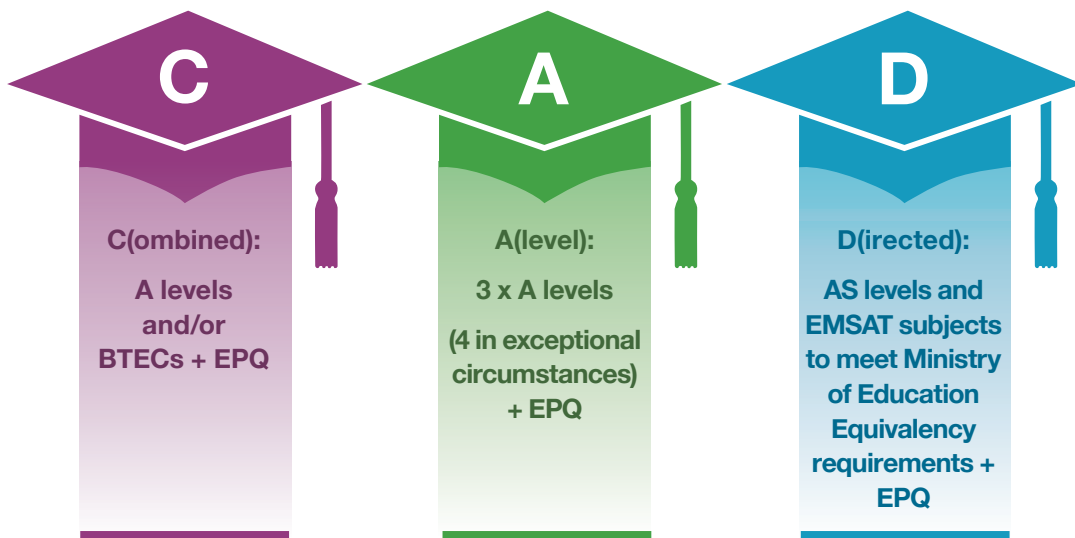 C
C(ombined):
A levels
and/or
BTECs + EPQ
A
A(level):
3 x A levels
(4 in exceptional
circumstances)
+ EPQ
D
D(irected):
AS levels and
EMSAT subjects
to meet Ministry
of Education
Equivalency
requirements +
EPQ